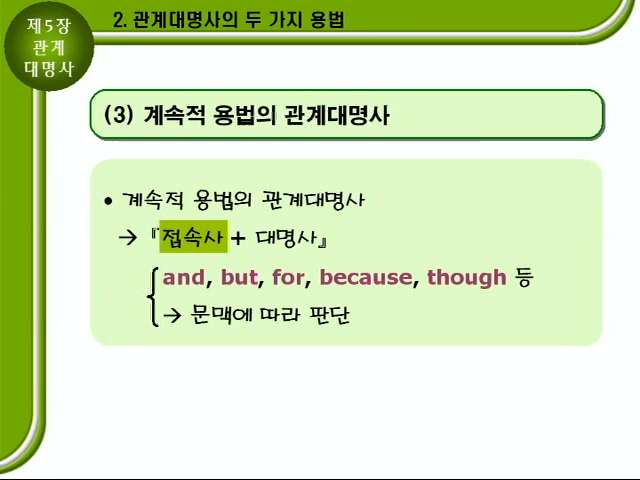 제5장
관계
대명사
2. 관계대명사의 두 가지 용법
(3) 계속적 용법의 관계대명사
• 계속적 용법의 관계대명사
→ 『접속사 + 대명사』
and, but, for, because, though 등
→ 문맥에 따라 판단